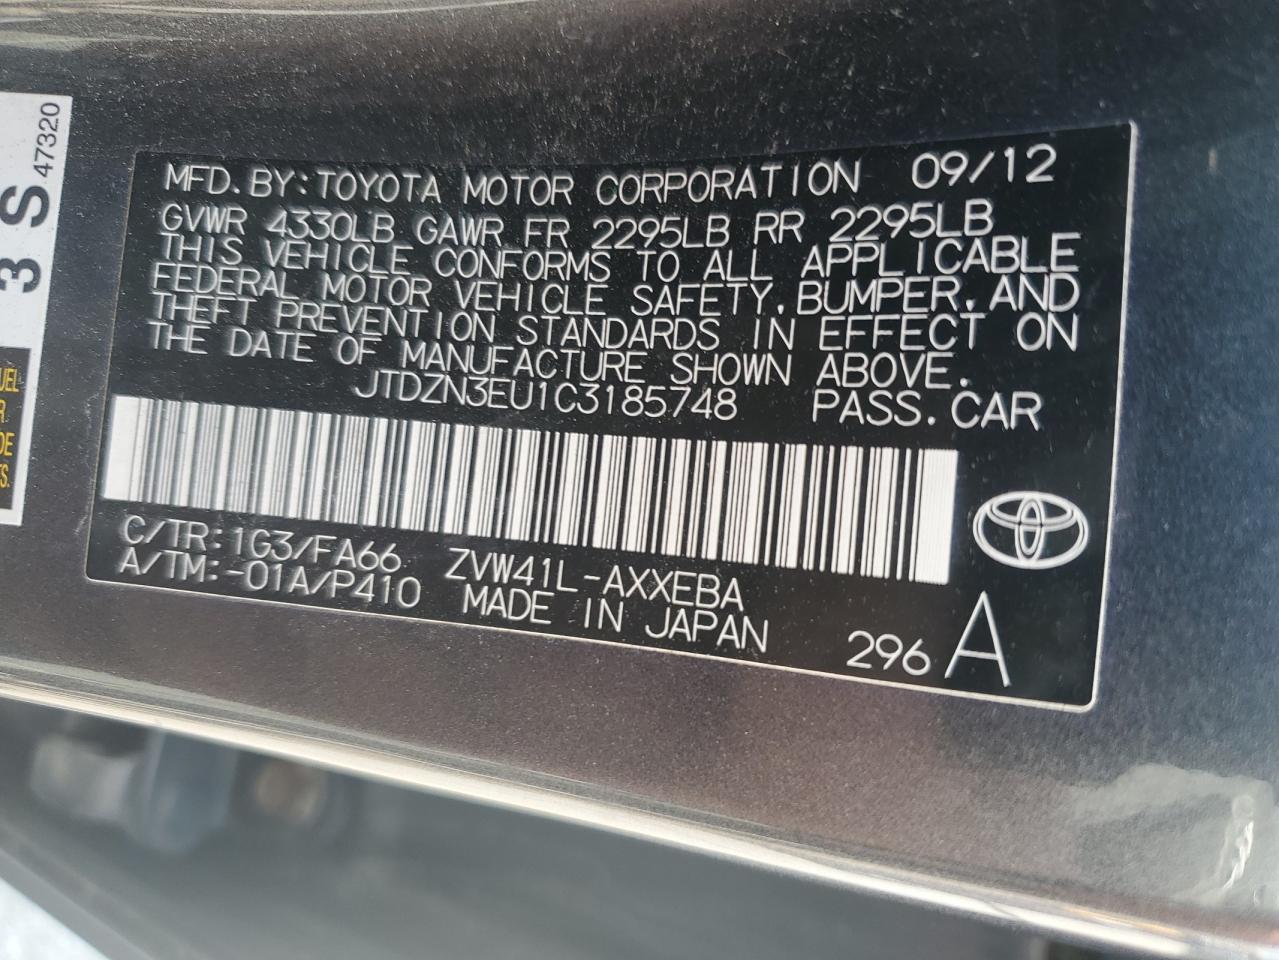 MFD.BY:TOYOTA MOTOR CORPORATION 09/12
GVWR 4330LB GAWR FR 2295LB RR 2295LB
THIS VEHICLE CONFORMS TO ALL APPLICABLE
FEDERAL MOTOR VEHICLE SAFETY,BUMPER,AND
THEFT PREVENTION STANDARDS IN EFFECT ON
THE DATE OF MANUFACTURE SHOWN ABOVE.
JTDZN3EU1C3185748 PASS.CAR
C/TR:1G3/FA66 ZVW41L-AXXEBA
A/TM:-01A/P410 MADE IN JAPAN
296 A
3 S
47320